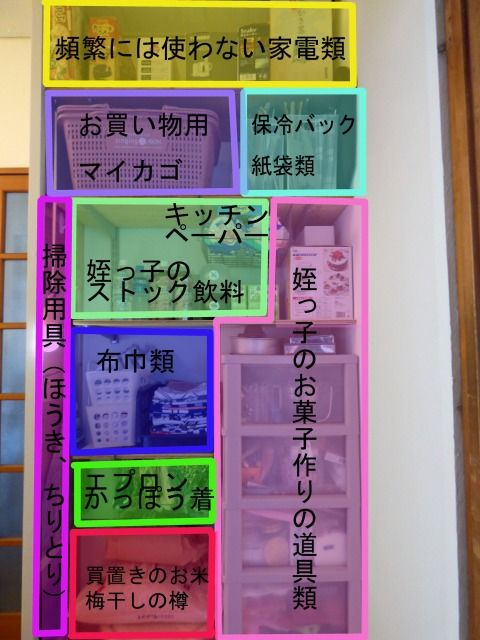 頻繁には使わない家電類
お買い物用
マイカゴ
保冷バック
紙袋類
掃除用具（ほうき、ちりとり）
キッチン
ペーパー
姪っ子の
ストック飲料
姪っ子のお菓子作りの道具類
布巾類
エプロン
かっぽう着
買置きのお米
梅干しの樽